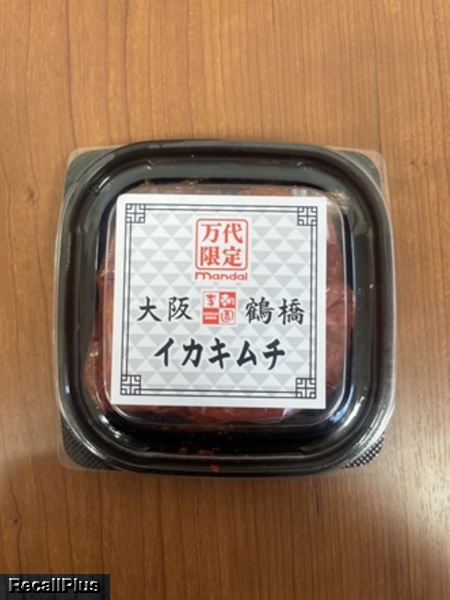 万代
限定
mandai
大阪 鶴橋
イカキムチ
RecallPlus